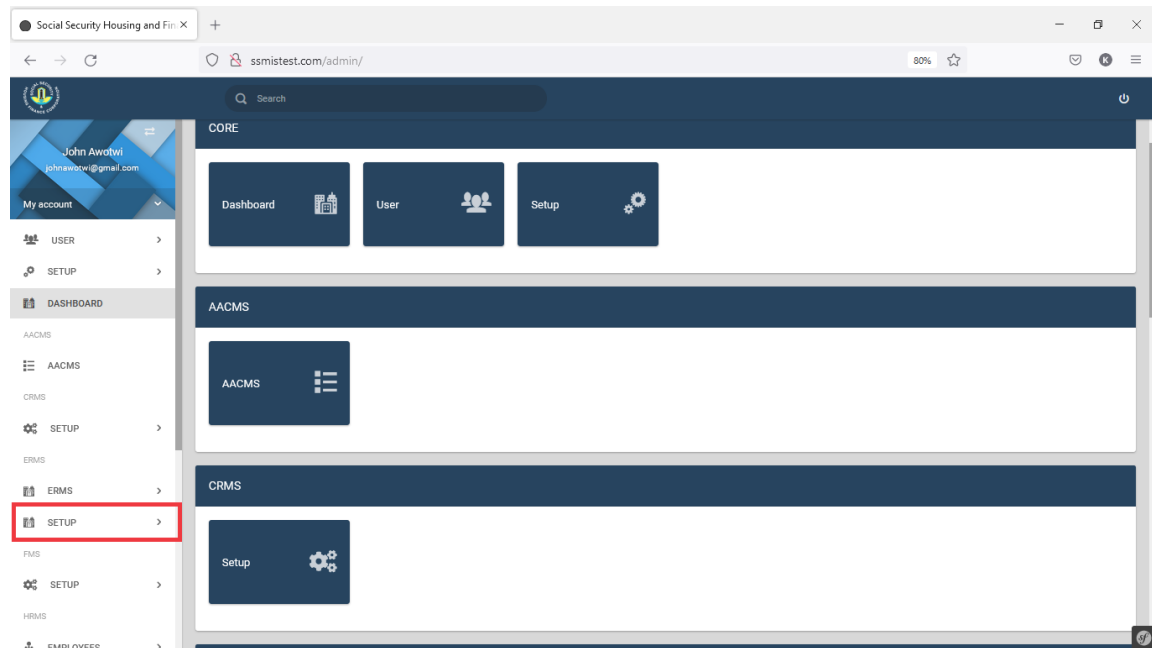 Social Security Housing and Fin
ssmistest.com/admin/
80%
K
Search
John Awotwi
johnawotwi@gmail.com
My account
USER
SETUP
DASHBOARD
AACMS
AACMS
CRMS
SETUP
ERMS
ERMS
SETUP
FMS
SETUP
HRMS
EMPLOYEES
CORE
Dashboard
User
Setup
AACMS
AACMS
CRMS
Setup
sf